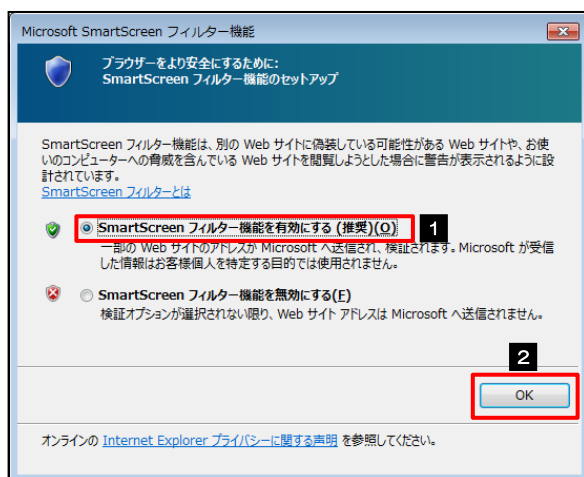 Microsoft SmartScreen フィルター機能
ブラウザーをより安全にするために:
SmartScreen フィルター機能のセットアップ
SmartScreen フィルター機能は、別の Web サイトに偽装している可能性がある Web サイトや、お使
いのコンピューターへの脅威を含んでいる Web サイトを閲覧しようとした場合に警告が表示されるように設
計されています。
SmartScreen フィルターとは
SmartScreen フィルター機能を有効にする (推奨)(O)
1
一部の Web サイトのアドレスが Microsoft へ送信され、検証されます。Microsoft が受信
した情報はお客様個人を特定する目的では使用されません。
SmartScreen フィルター機能を無効にする(F)
検証オプションが選択されない限り、Web サイト アドレスは Microsoft へ送信されません。
2
OK
オンラインの Internet Explorer プライバシーに関する声明 を参照してください。